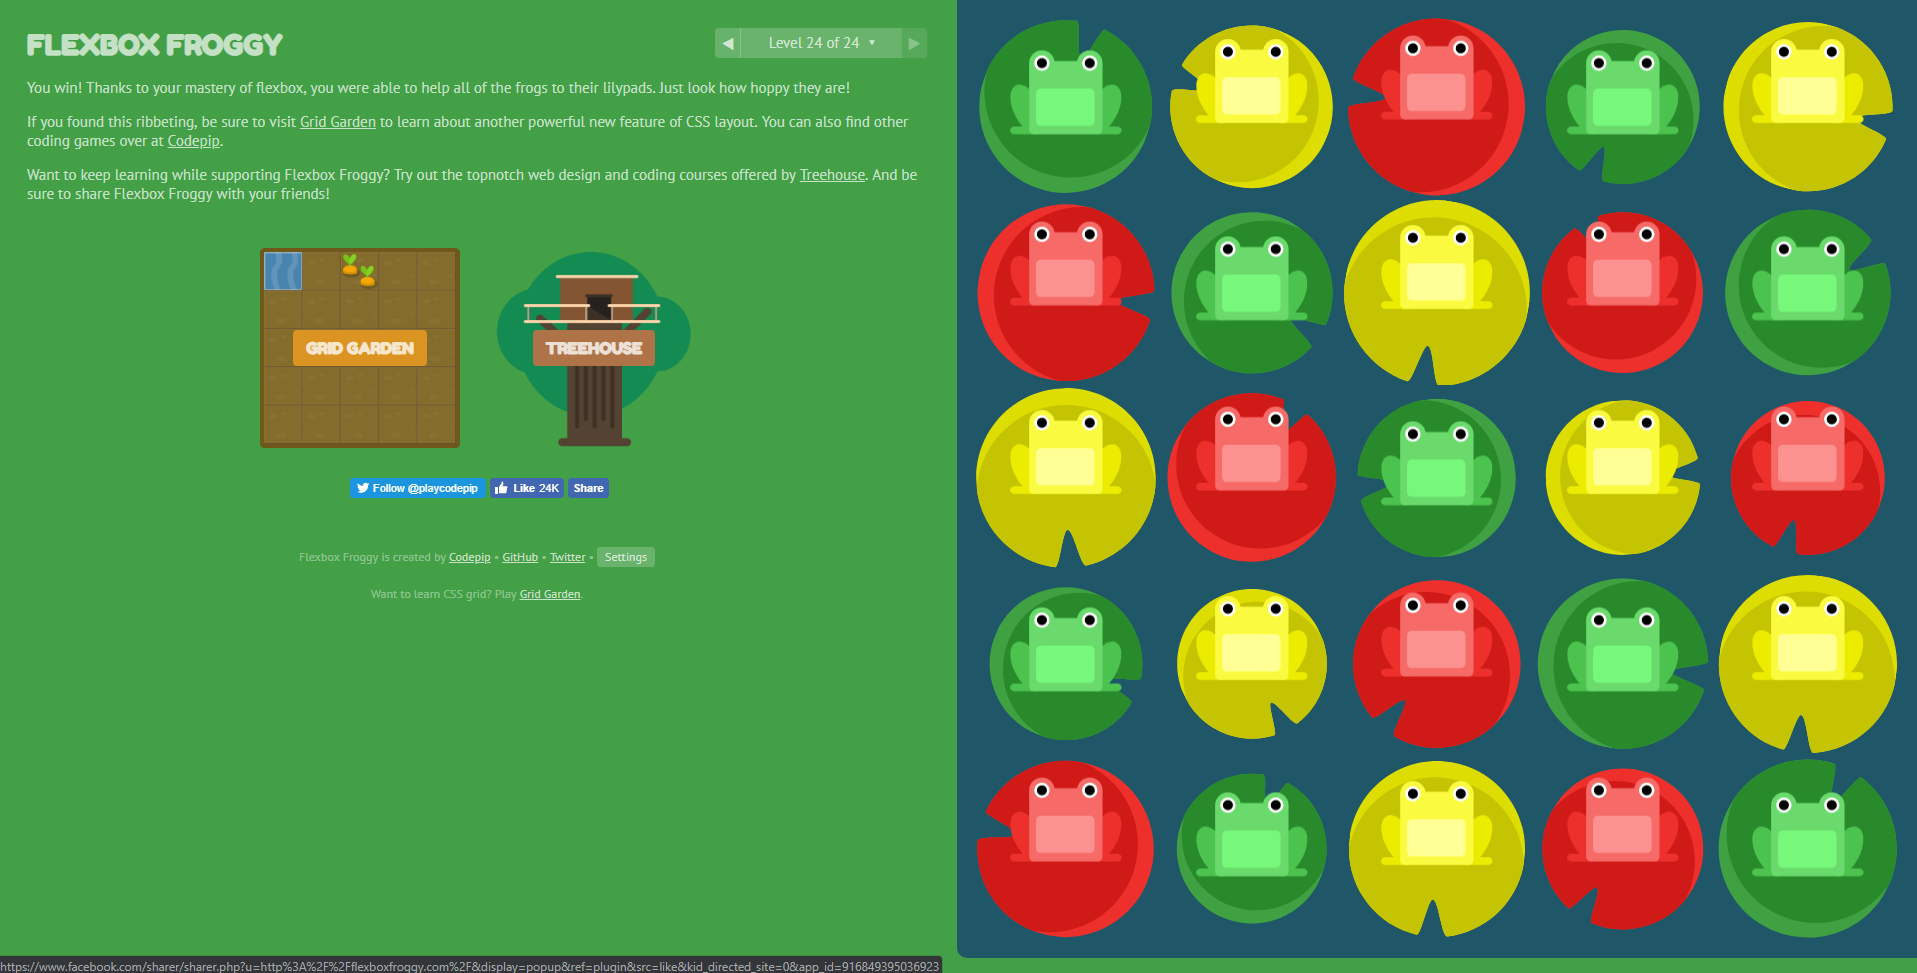 FLEXBOX FROGGY
◀ Level 24 of 24 ▼ ▶
You win! Thanks to your mastery of flexbox, you were able to help all of the frogs to their lilypads. Just look how hoppy they are!
If you found this ribbeting, be sure to visit Grid Garden to learn about another powerful new feature of CSS layout. You can also find other
coding games over at Codepip.
Want to keep learning while supporting Flexbox Froggy? Try out the topnotch web design and coding courses offered by Treehouse. And be
sure to share Flexbox Froggy with your friends!
GRID GARDEN
TREEHOUSE
Follow @playcodepip Like 24K Share
Flexbox Froggy is created by Codepip • GitHub • Twitter • Settings
Want to learn CSS grid? Play Grid Garden.
https://www.facebook.com/sharer/sharer.php?u=http%3A%2F%2Fflexboxfroggy.com%2F&display=popup&ref=plugin&src=like&kid_directed_site=0&app_id=916849395036923